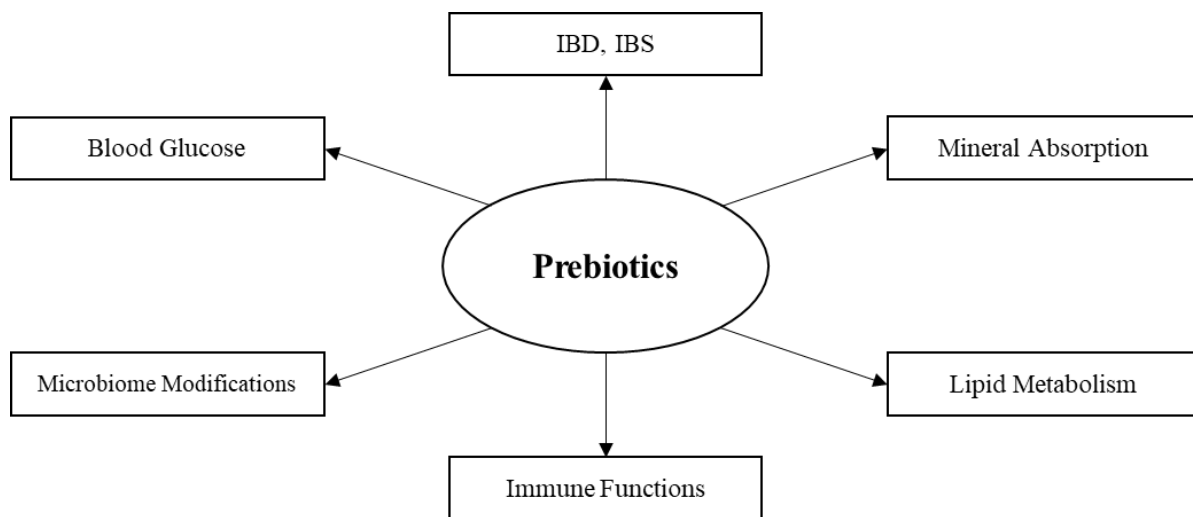 IBD, IBS
Blood Glucose
Mineral Absorption
Prebiotics
Microbiome Modifications
Lipid Metabolism
Immune Functions